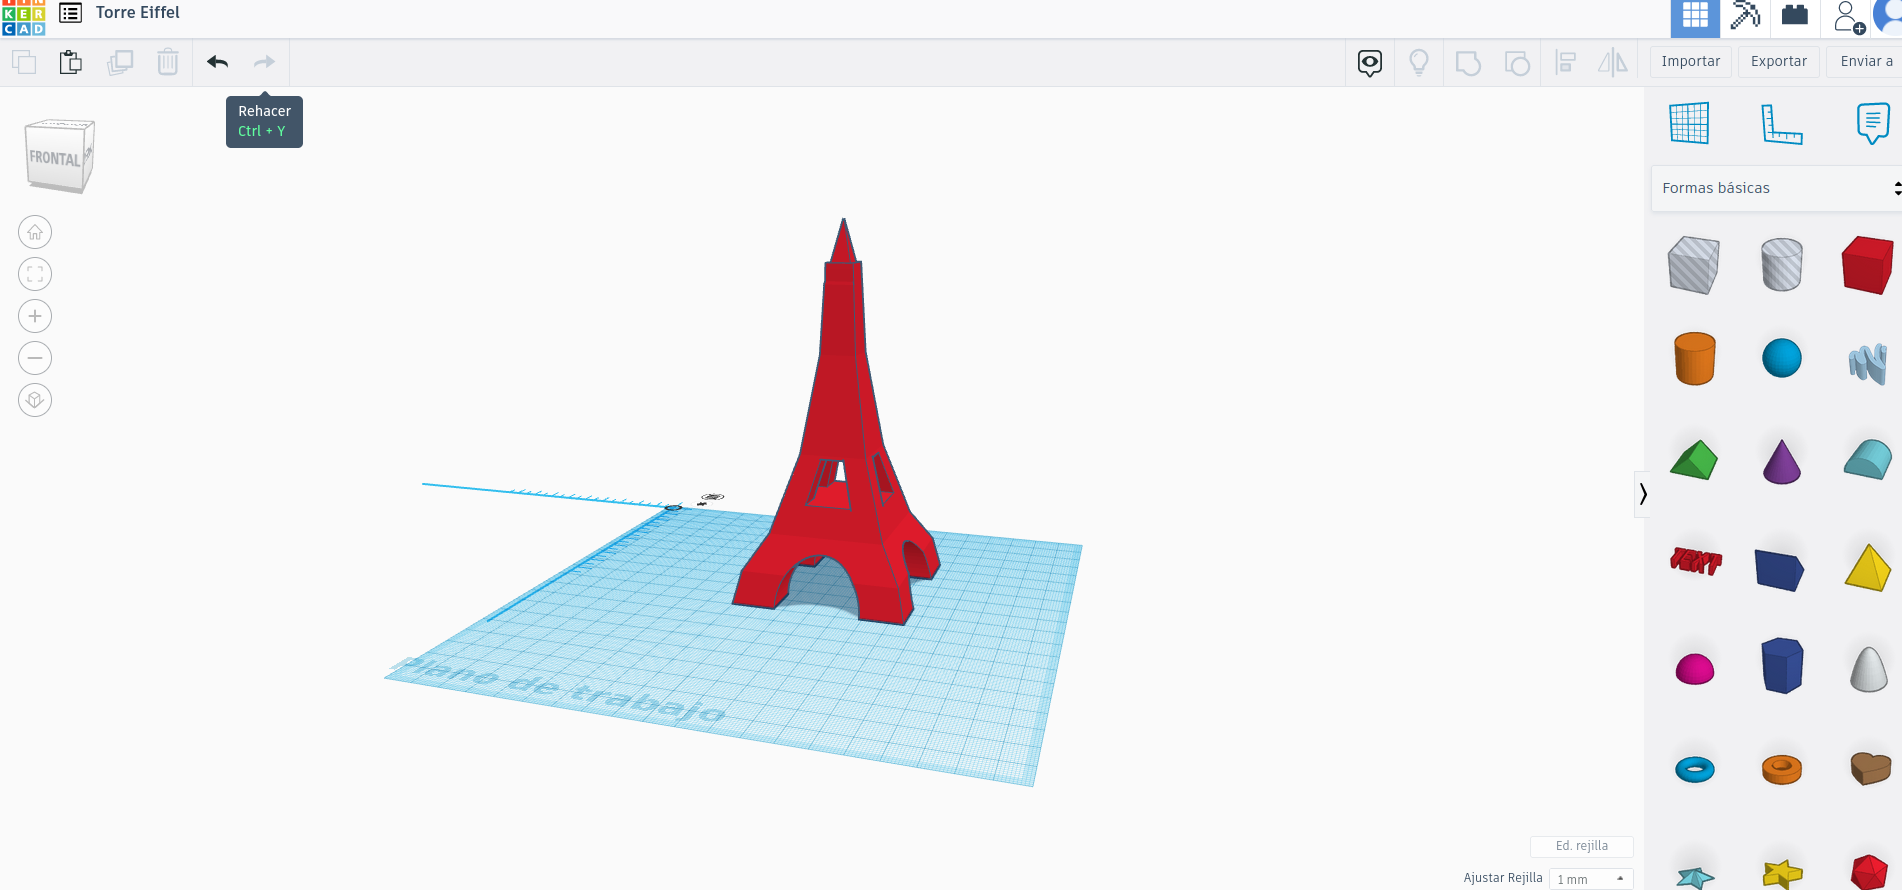 TIN
KER
CAD
Torre Eiffel
Importar
Exportar
Enviar a
Rehacer
Ctrl + Y
FRONTAL
Formas básicas
TEXT
Plano de trabajo
Ed. rejilla
Ajustar Rejilla
1 mm